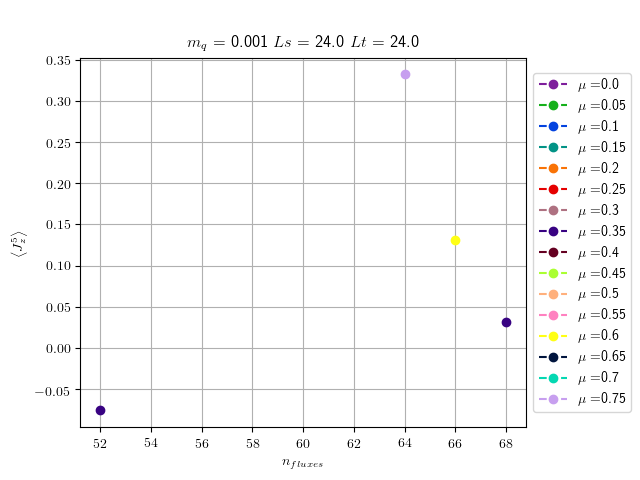 m_q = 0.001 Ls = 24.0 Lt = 24.0
0.35
0.30
0.25
0.20
0.15
0.10
0.05
0.00
−0.05
⟨J_z^5⟩
52 54 56 58 60 62 64 66 68
n_{fluxes}
μ =0.0
μ =0.05
μ =0.1
μ =0.15
μ =0.2
μ =0.25
μ =0.3
μ =0.35
μ =0.4
μ =0.45
μ =0.5
μ =0.55
μ =0.6
μ =0.65
μ =0.7
μ =0.75